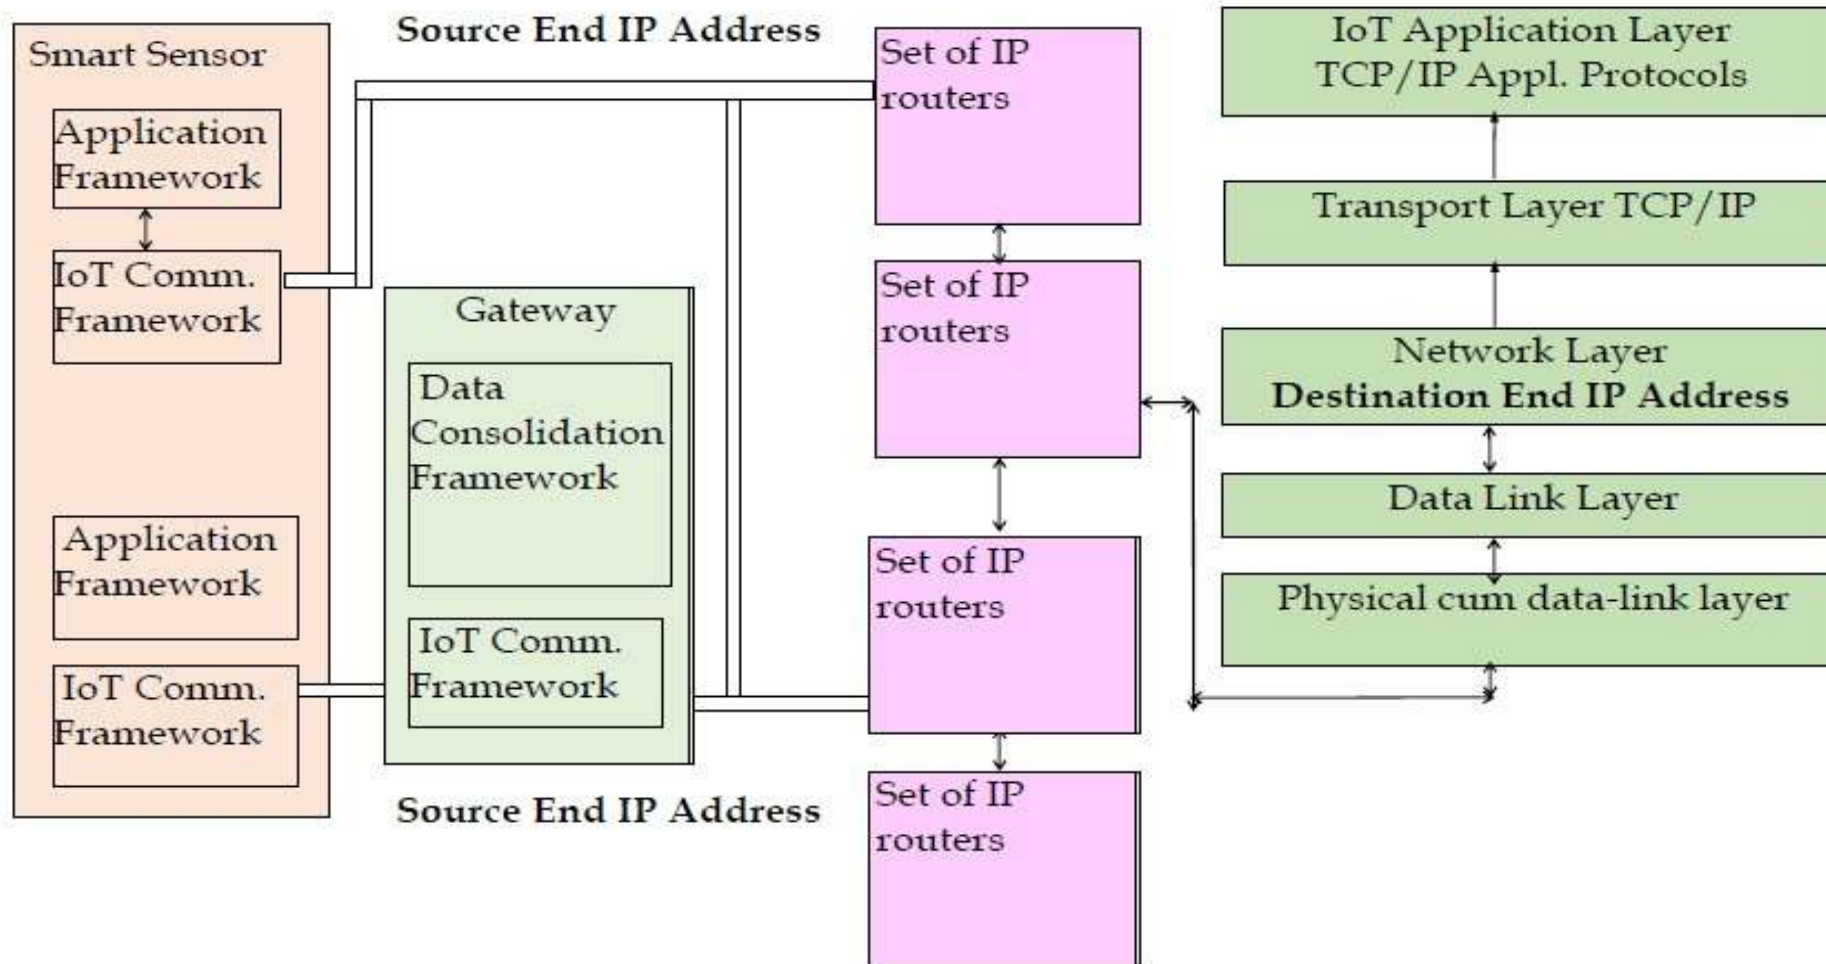 Source End IP Address
Smart Sensor
Application
Framework
IoT Comm.
Framework
Application
Framework
IoT Comm.
Framework
Gateway
Data
Consolidation
Framework
IoT Comm.
Framework
Source End IP Address
Set of IP
routers
Set of IP
routers
Set of IP
routers
Set of IP
routers
IoT Application Layer
TCP/IP Appl. Protocols
Transport Layer TCP/IP
Network Layer
Destination End IP Address
Data Link Layer
Physical cum data-link layer